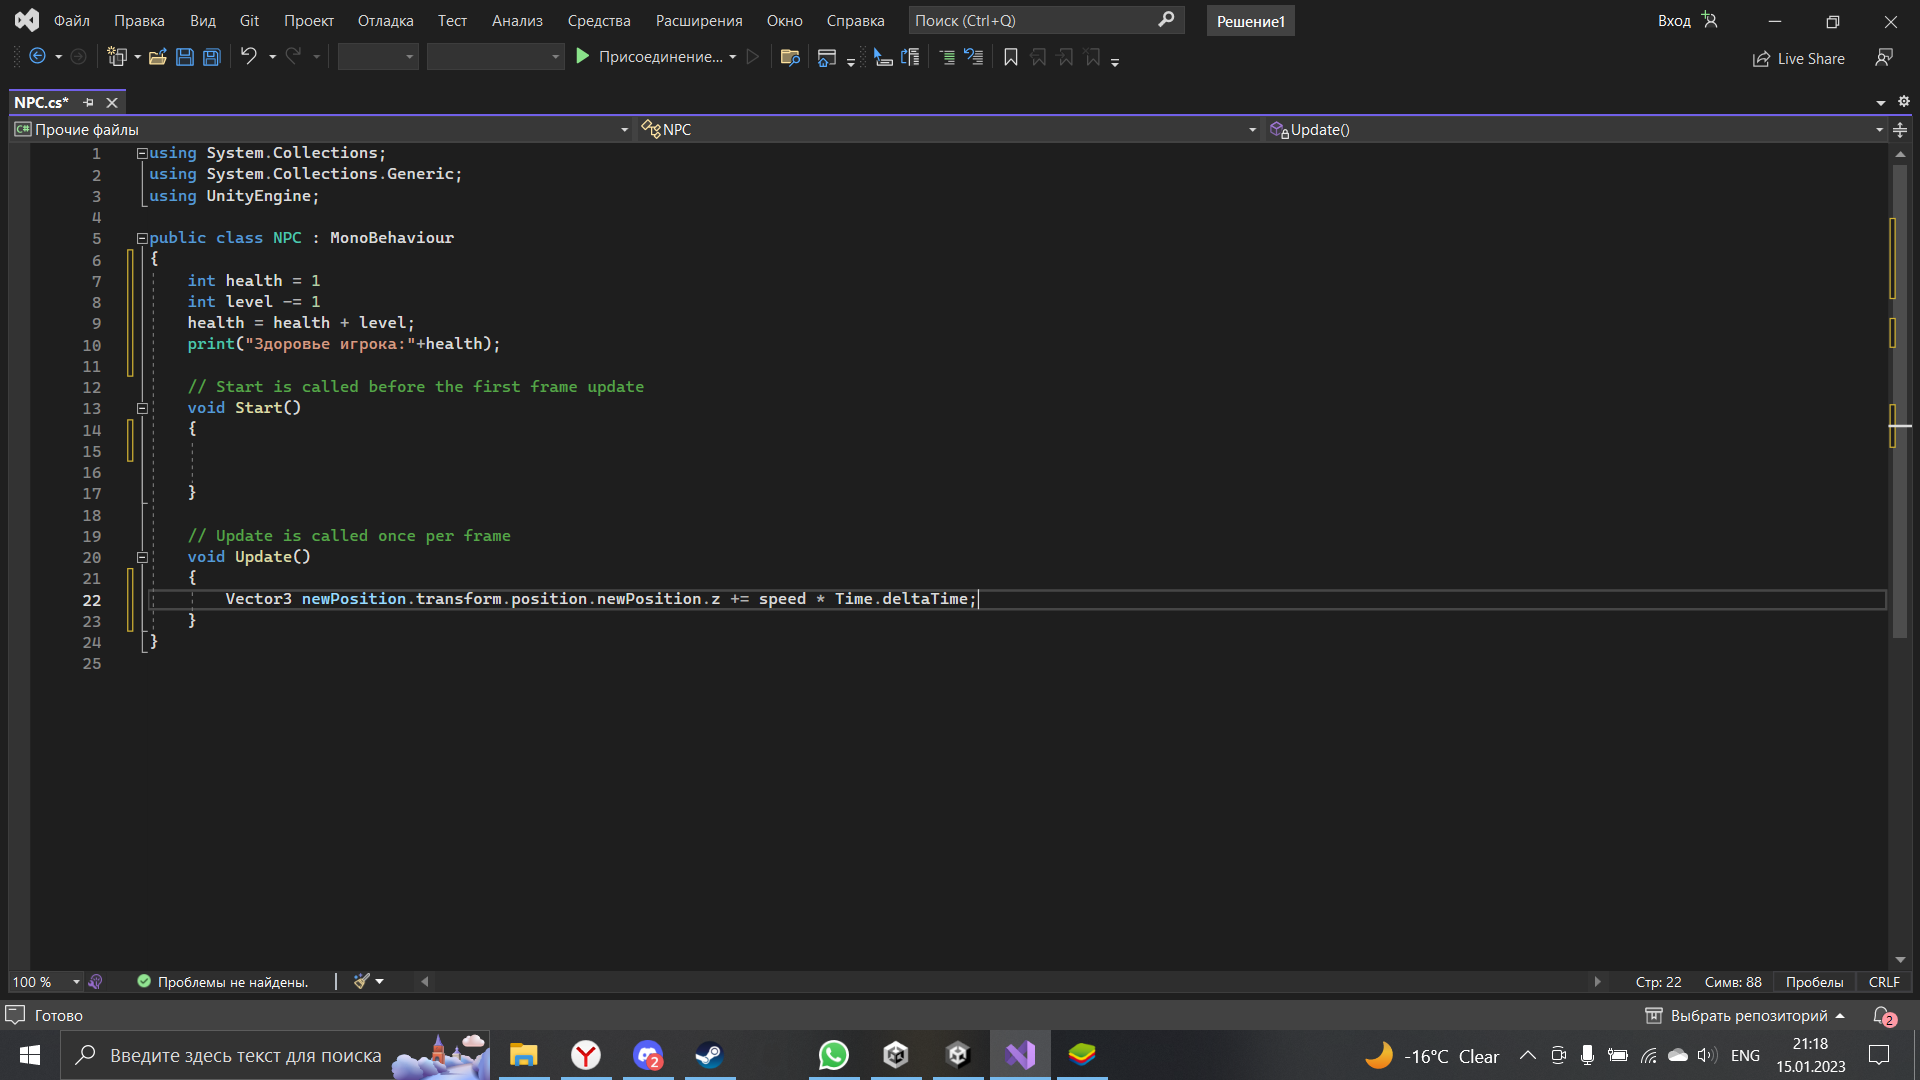 Файл Правка Вид Git Проект Отладка Тест Анализ Средства Расширения Окно Справка Поиск (Ctrl+Q) Решение1 Вход
Присоединение... Live Share
NPC.cs*
C# Прочие файлы NPC Update()
1 using System.Collections;
2 using System.Collections.Generic;
3 using UnityEngine;
4
5 public class NPC : MonoBehaviour
6 {
7 int health = 1
8 int level -= 1
9 health = health + level;
10 print("Здоровье игрока:"+health);
11
12 // Start is called before the first frame update
13 void Start()
14 {
15
16
17 }
18
19 // Update is called once per frame
20 void Update()
21 {
22 Vector3 newPosition.transform.position.newPosition.z += speed * Time.deltaTime;
23 }
24 }
25
100 % Проблемы не найдены. Стр: 22 Симв: 88 Пробелы CRLF
Готово Выбрать репозиторий 2
Введите здесь текст для поиска 2 -16°C Clear ENG 21:18
15.01.2023